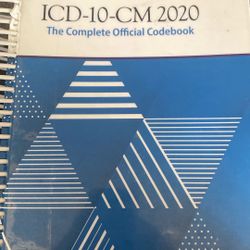 ICD-10-CM 2020
The Complete Official Codebook